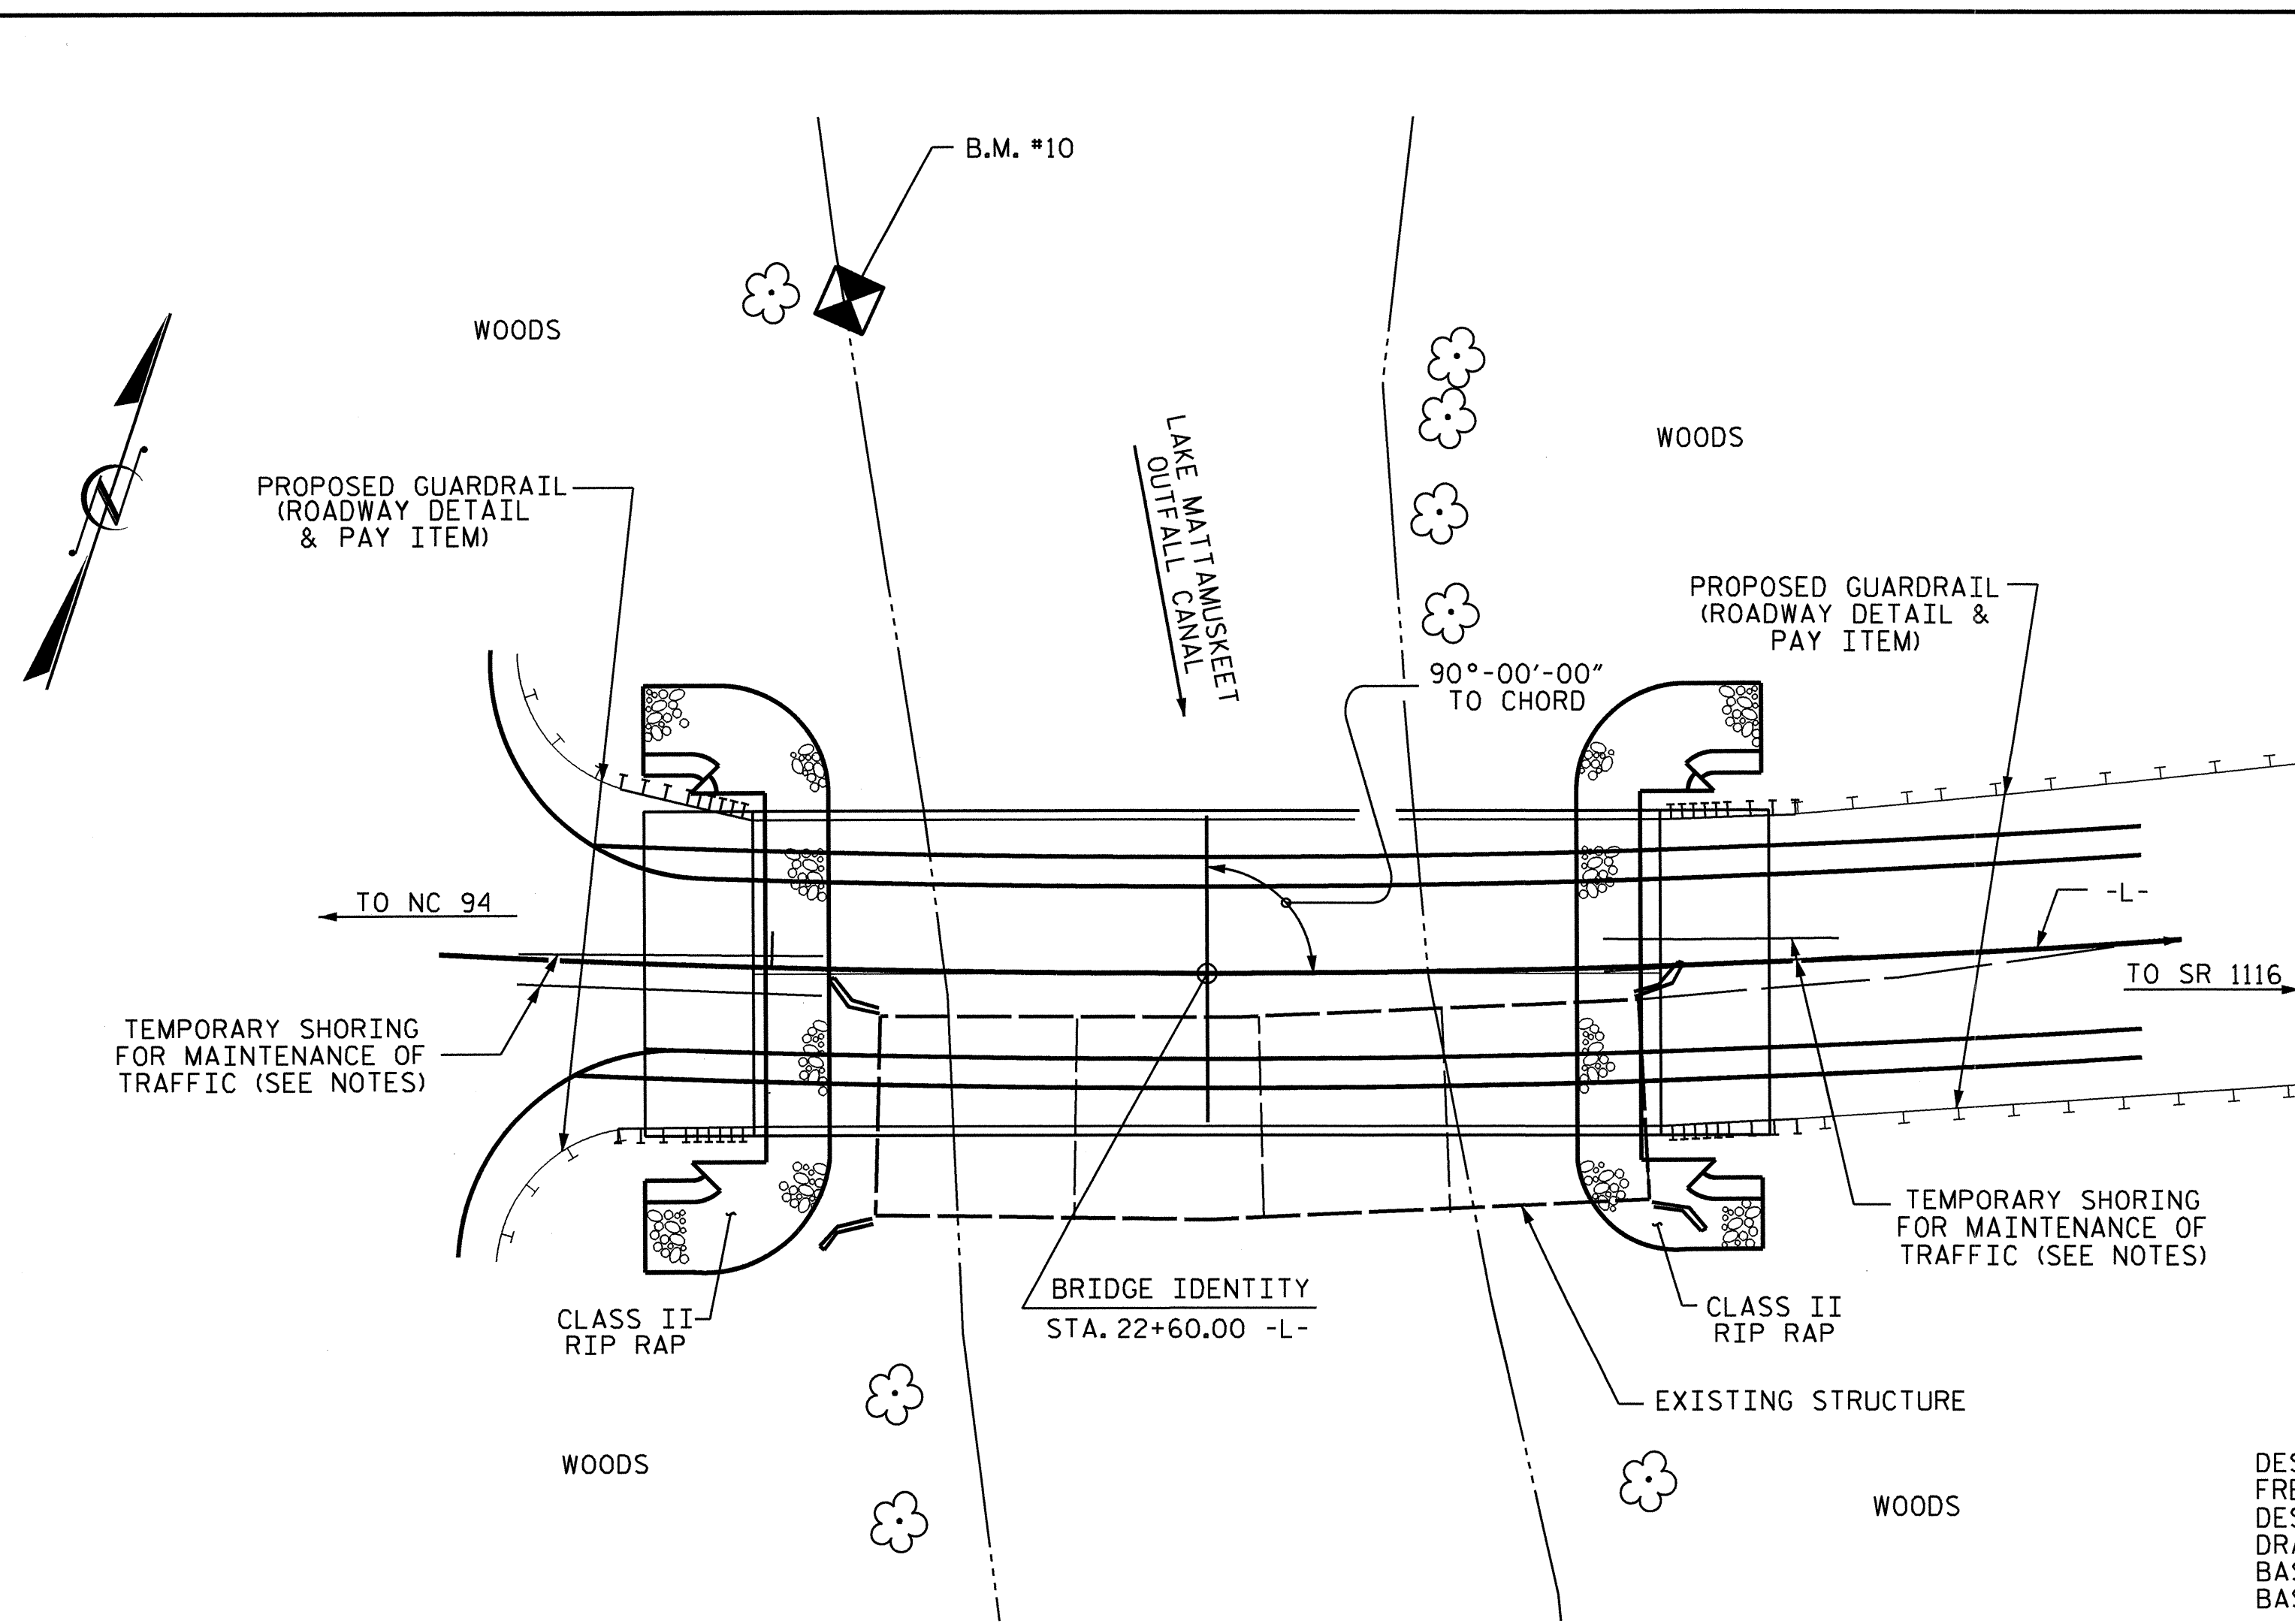 B.M. #10
WOODS
WOODS
N
PROPOSED GUARDRAIL
(ROADWAY DETAIL
& PAY ITEM)
LAKE MATTAMUSKEET
OUTFALL CANAL
PROPOSED GUARDRAIL
(ROADWAY DETAIL &
PAY ITEM)
90°-00'-00"
TO CHORD
TO NC 94
-L-
TO SR 1116
TEMPORARY SHORING
FOR MAINTENANCE OF
TRAFFIC (SEE NOTES)
TEMPORARY SHORING
FOR MAINTENANCE OF
TRAFFIC (SEE NOTES)
BRIDGE IDENTITY
STA. 22+60.00 -L-
CLASS II
RIP RAP
CLASS II
RIP RAP
EXISTING STRUCTURE
WOODS
WOODS